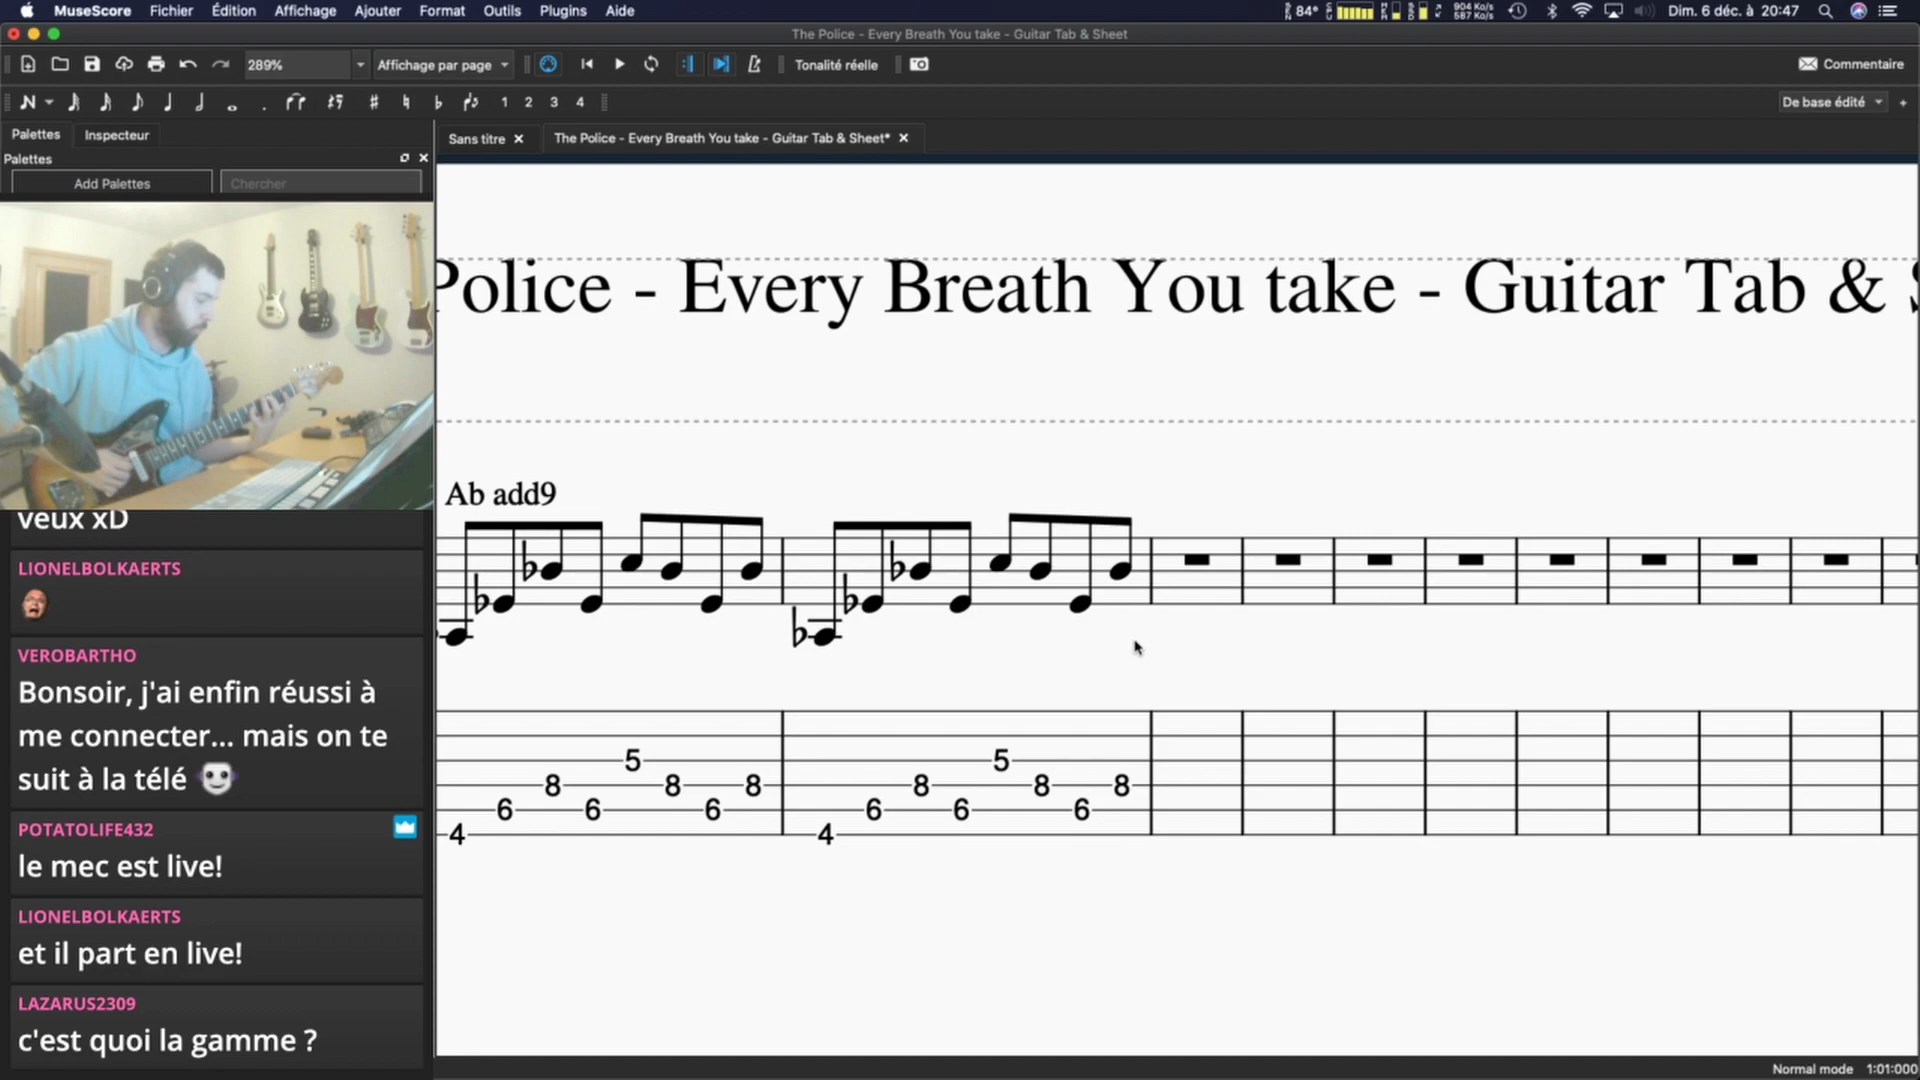 MuseScore Fichier Édition Affichage Ajouter Format Outils Plugins Aide
84° 904 Ko/s 587 Ko/s Dim. 6 déc. à 20:47
The Police - Every Breath You take - Guitar Tab & Sheet
289% Affichage par page Tonalité réelle Commentaire
1 2 3 4 De base édité +
Palettes Inspecteur
Sans titre The Police - Every Breath You take - Guitar Tab & Sheet*
Palettes
Add Palettes Chercher
Police - Every Breath You take - Guitar Tab &
Ab add9
5 5
8 8 8 8 8 8
6 6 6 6 6 6
4 4
veux xD
LIONELBOLKAERTS
VEROBARTHO
Bonsoir, j'ai enfin réussi à
me connecter... mais on te
suit à la télé
POTATOLIFE432
le mec est live!
LIONELBOLKAERTS
et il part en live!
LAZARUS2309
c'est quoi la gamme ?
Normal mode 1:01:000